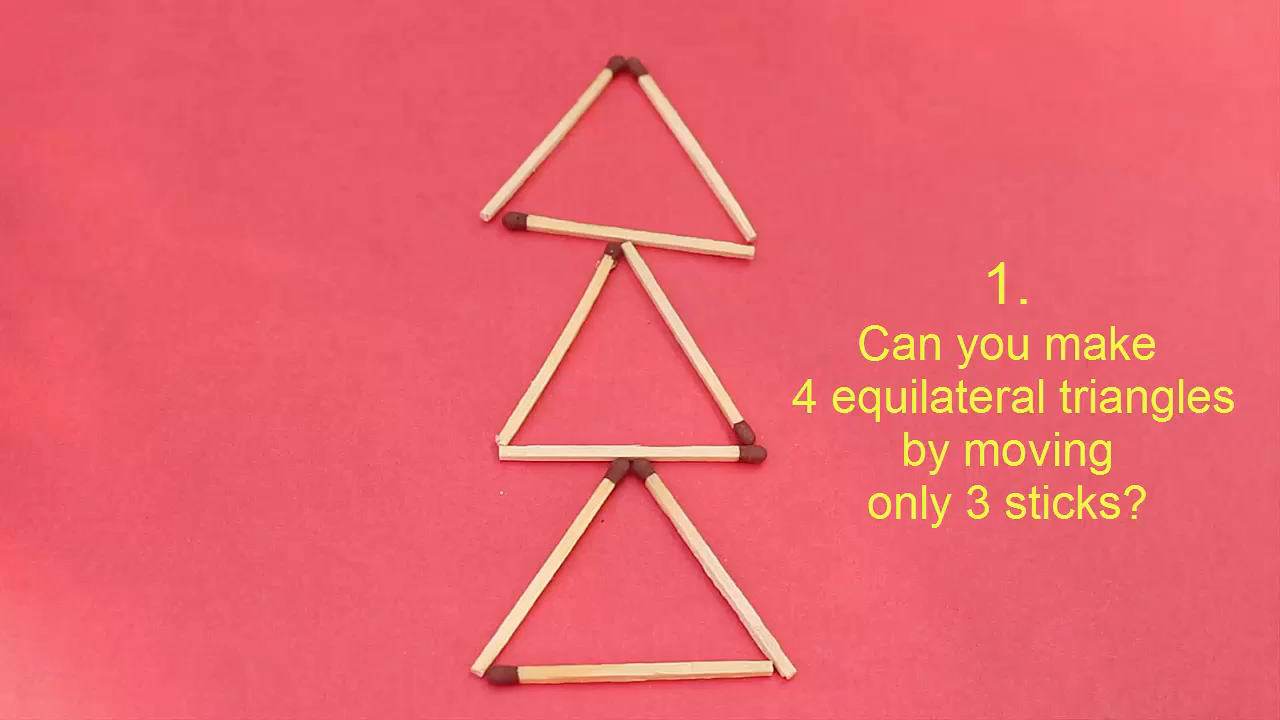 1.
Can you make
4 equilateral triangles
by moving
only 3 sticks?